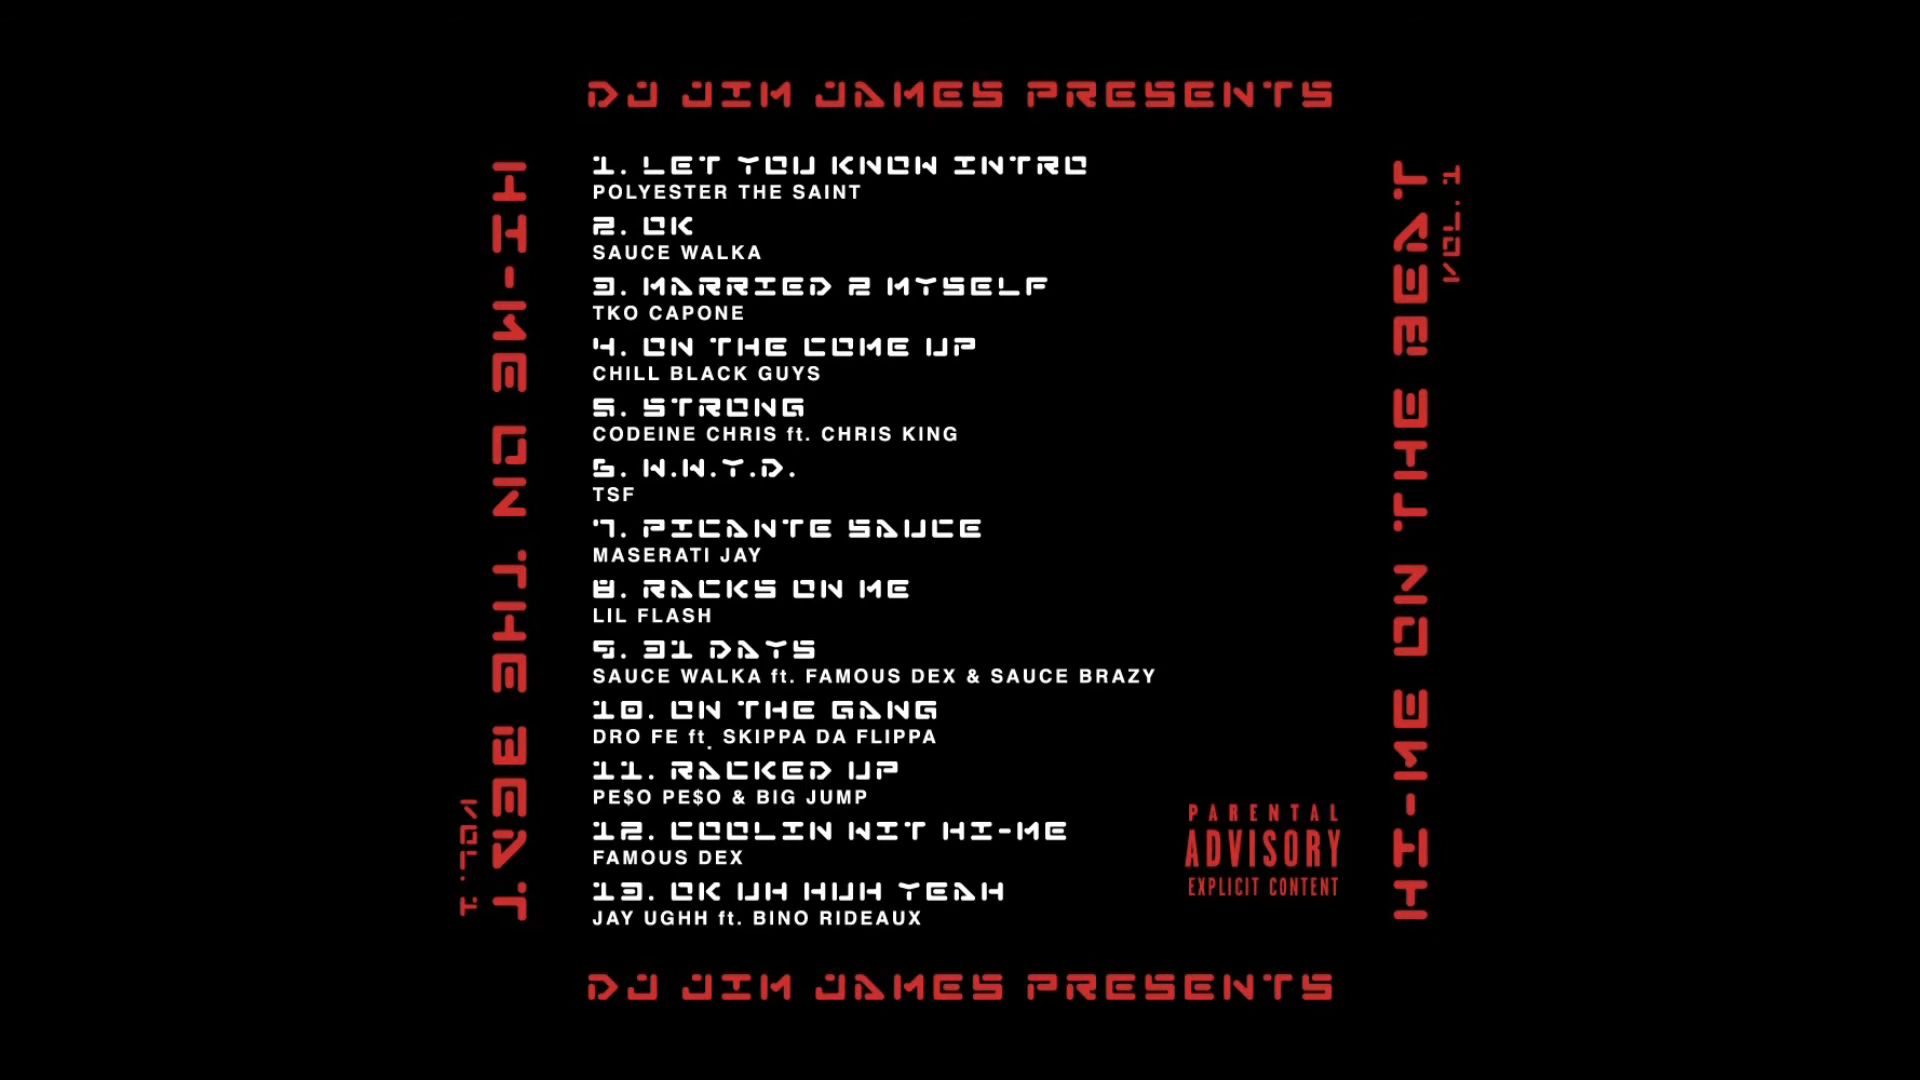 DJ JIM JAMES PRESENTS
HI-ME ON THE BEAT
VOL. 1
1. LET YOU KNOW INTRO
POLYESTER THE SAINT
2. OK
SAUCE WALKA
3. MARRIED 2 MYSELF
TKO CAPONE
4. ON THE COME UP
CHILL BLACK GUYS
5. STRONG
CODEINE CHRIS ft. CHRIS KING
6. W.W.Y.D.
TSF
7. PICANTE SAUCE
MASERATI JAY
8. RACKS ON ME
LIL FLASH
9. 31 DAYS
SAUCE WALKA ft. FAMOUS DEX & SAUCE BRAZY
10. ON THE GANG
DRO FE ft. SKIPPA DA FLIPPA
11. RACKED UP
PE$O PE$O & BIG JUMP
12. COOLIN WIT HI-ME
FAMOUS DEX
13. OK UH HUH YEAH
JAY UGHH ft. BINO RIDEAUX
PARENTAL
ADVISORY
EXPLICIT CONTENT
HI-ME ON THE BEAT
VOL. 1
DJ JIM JAMES PRESENTS